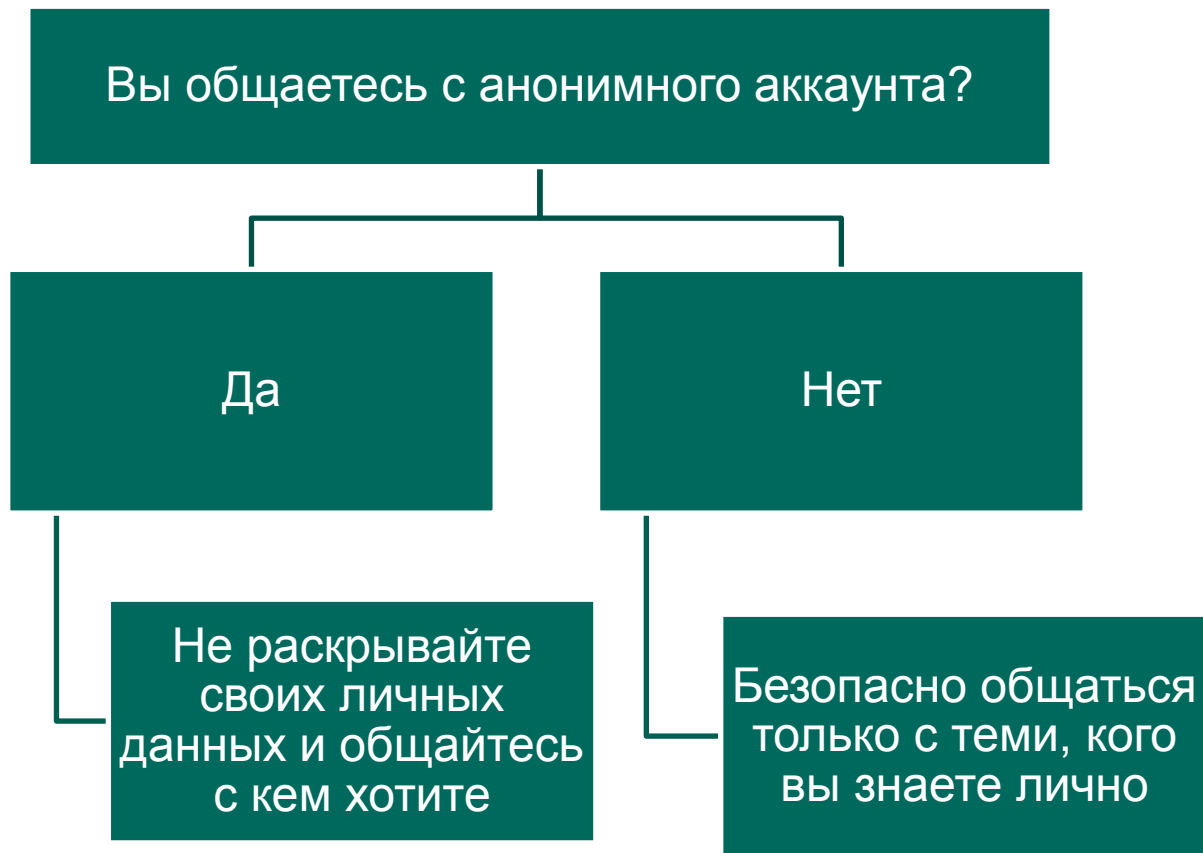 Вы общаетесь с анонимного аккаунта?
Да
Нет
Не раскрывайте
своих личных
данных и общайтесь
с кем хотите
Безопасно общаться
только с теми, кого
вы знаете лично